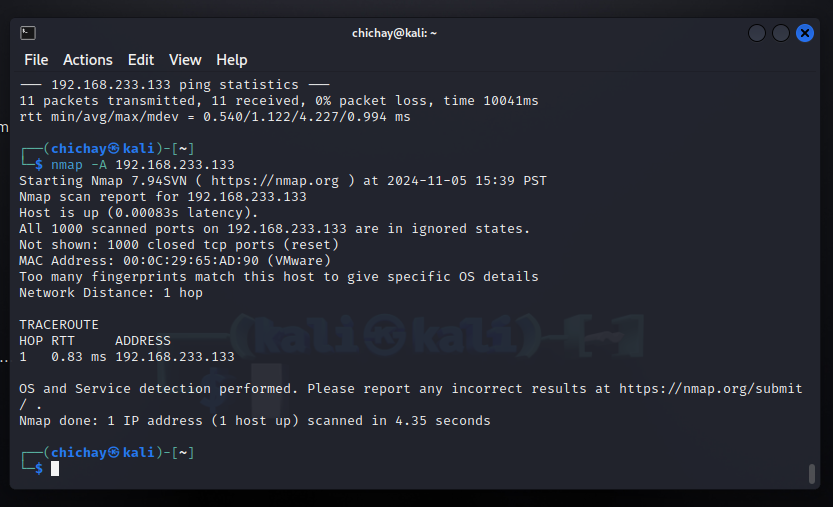 chichay@kali: ~
File Actions Edit View Help
--- 192.168.233.133 ping statistics ---
11 packets transmitted, 11 received, 0% packet loss, time 10041ms
rtt min/avg/max/mdev = 0.540/1.122/4.227/0.994 ms
┌──(chichay㉿kali)-[~]
└─$ nmap -A 192.168.233.133
Starting Nmap 7.94SVN ( https://nmap.org ) at 2024-11-05 15:39 PST
Nmap scan report for 192.168.233.133
Host is up (0.00083s latency).
All 1000 scanned ports on 192.168.233.133 are in ignored states.
Not shown: 1000 closed tcp ports (reset)
MAC Address: 00:0C:29:65:AD:90 (VMware)
Too many fingerprints match this host to give specific OS details
Network Distance: 1 hop
TRACEROUTE
HOP RTT     ADDRESS
1   0.83 ms 192.168.233.133
OS and Service detection performed. Please report any incorrect results at https://nmap.org/submit
/ .
Nmap done: 1 IP address (1 host up) scanned in 4.35 seconds
┌──(chichay㉿kali)-[~]
└─$
(kali㉿kali)-[~]
$
m
...